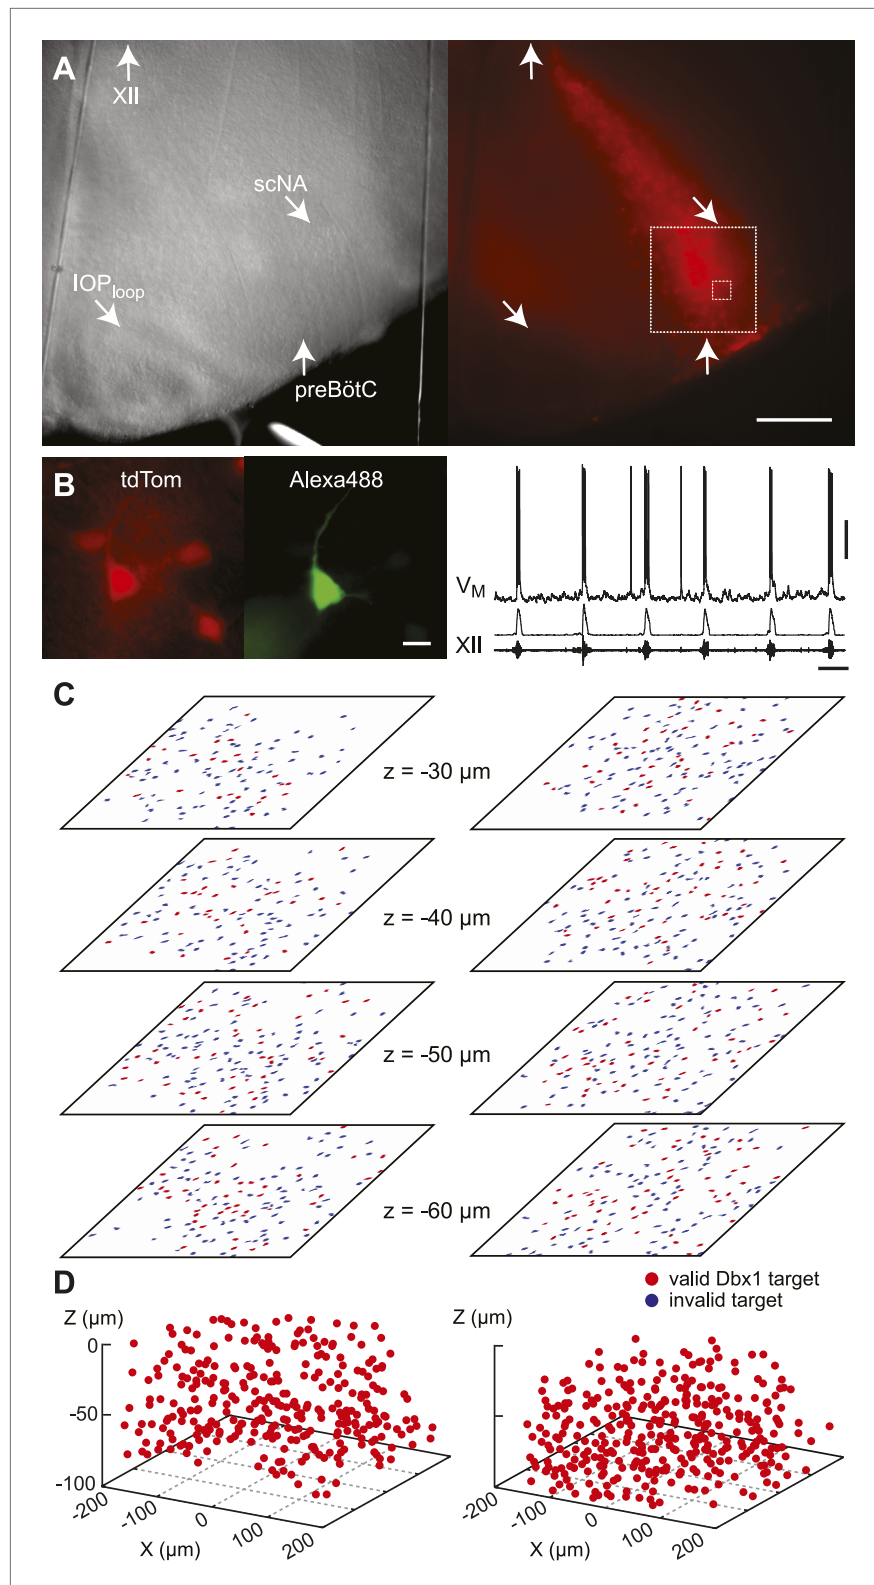 A
XII
scNA
IOPloop
preBötC
B
tdTom
Alexa488
VM
XII
C
z = -30 µm
z = -40 µm
z = -50 µm
z = -60 µm
valid Dbx1 target
invalid target
D
Z (µm)
0
-50
-100
-200
-100
0
100
200
X (µm)
Z (µm)
-200
-100
0
100
200
X (µm)